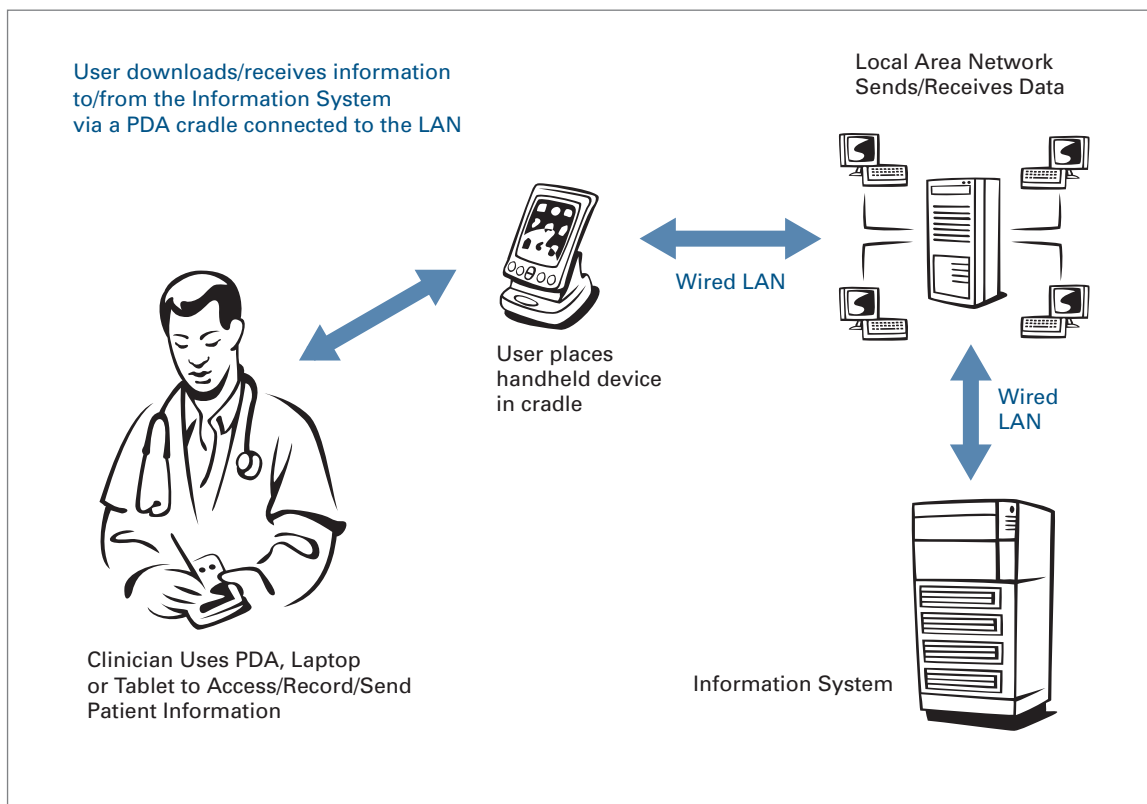 User downloads/receives information
to/from the Information System
via a PDA cradle connected to the LAN
Local Area Network
Sends/Receives Data
Wired LAN
User places
handheld device
in cradle
Wired
LAN
Clinician Uses PDA, Laptop
or Tablet to Access/Record/Send
Patient Information
Information System